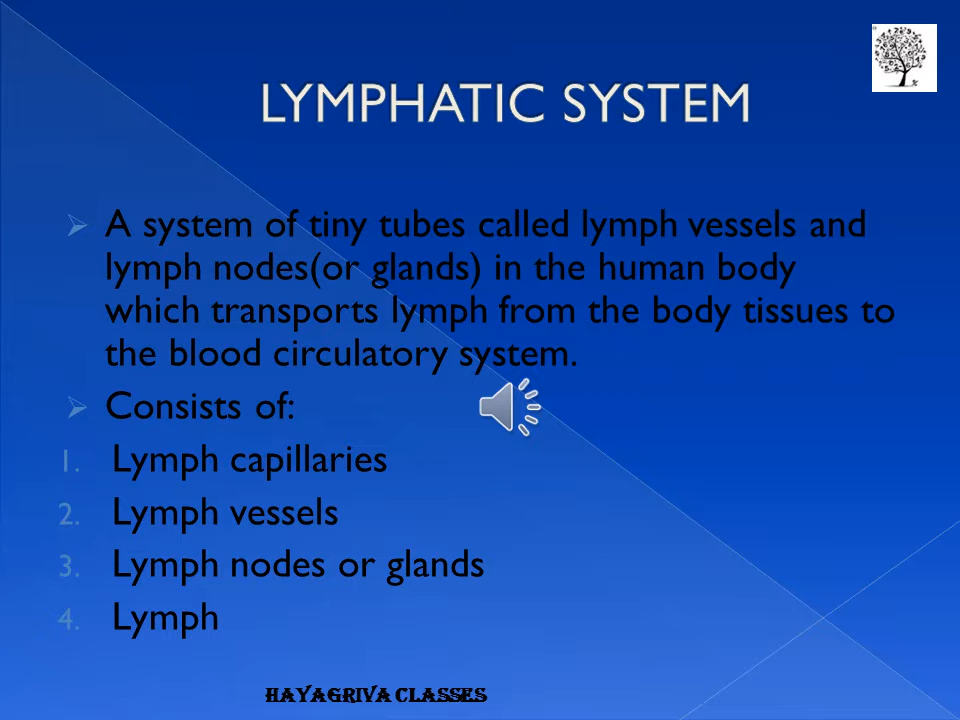 LYMPHATIC SYSTEM
➢ A system of tiny tubes called lymph vessels and
lymph nodes(or glands) in the human body
which transports lymph from the body tissues to
the blood circulatory system.
➢ Consists of:
1. Lymph capillaries
2. Lymph vessels
3. Lymph nodes or glands
4. Lymph
HAYAGRIVA CLASSES